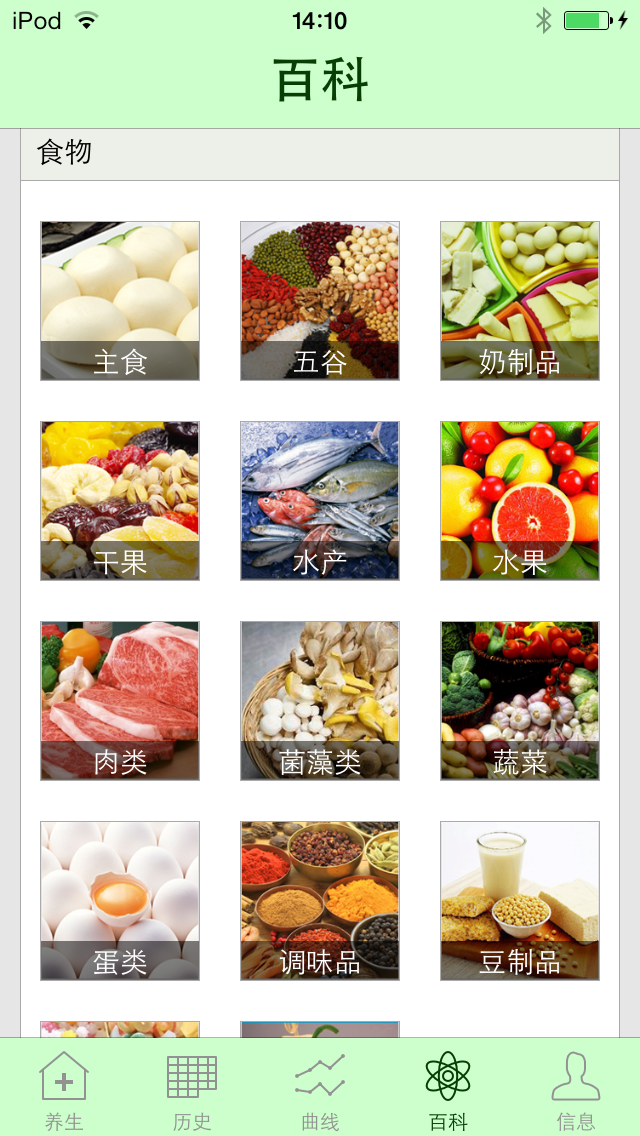 iPod 14:10
百科
食物
主食 五谷 奶制品
干果 水产 水果
肉类 菌藻类 蔬菜
蛋类 调味品 豆制品
养生 历史 曲线 百科 信息